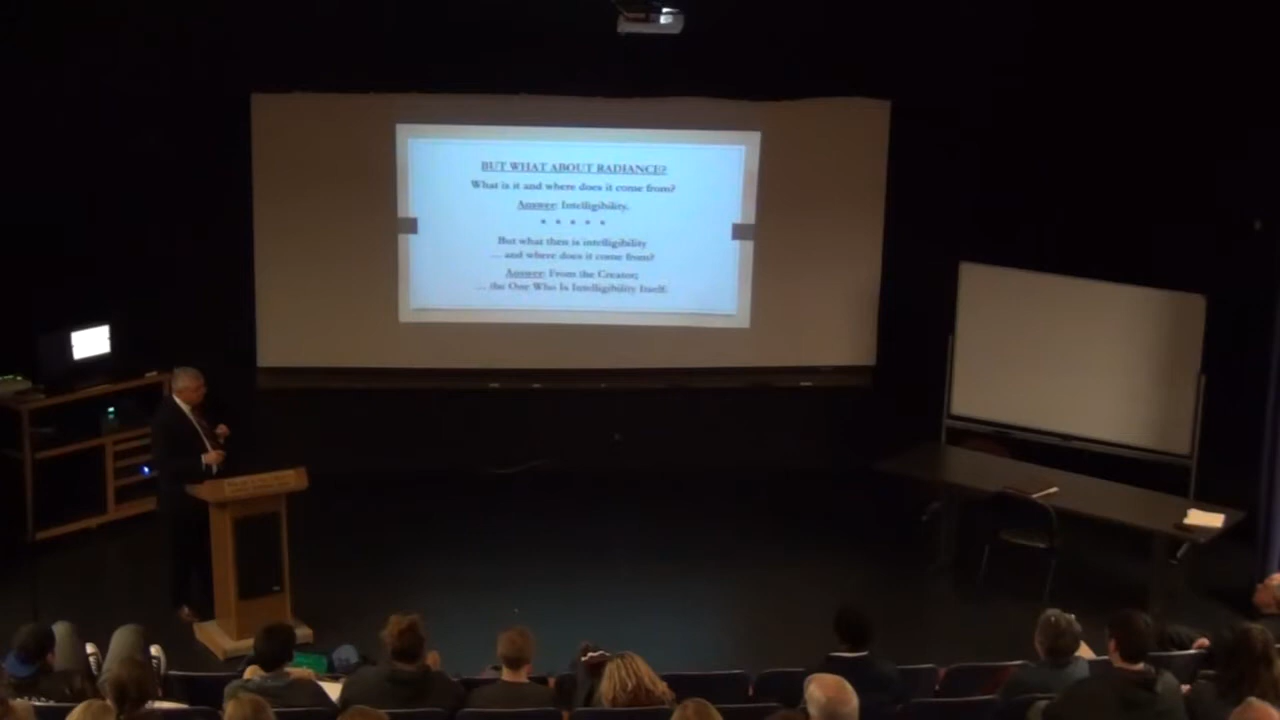 BUT WHAT ABOUT RADIANCE?
What is it and where does it come from?
Answer: Intelligibility.
* * * * *
But what then is intelligibility
... and where does it come from?
Answer: From the Creator;
... the One Who Is Intelligibility Itself.